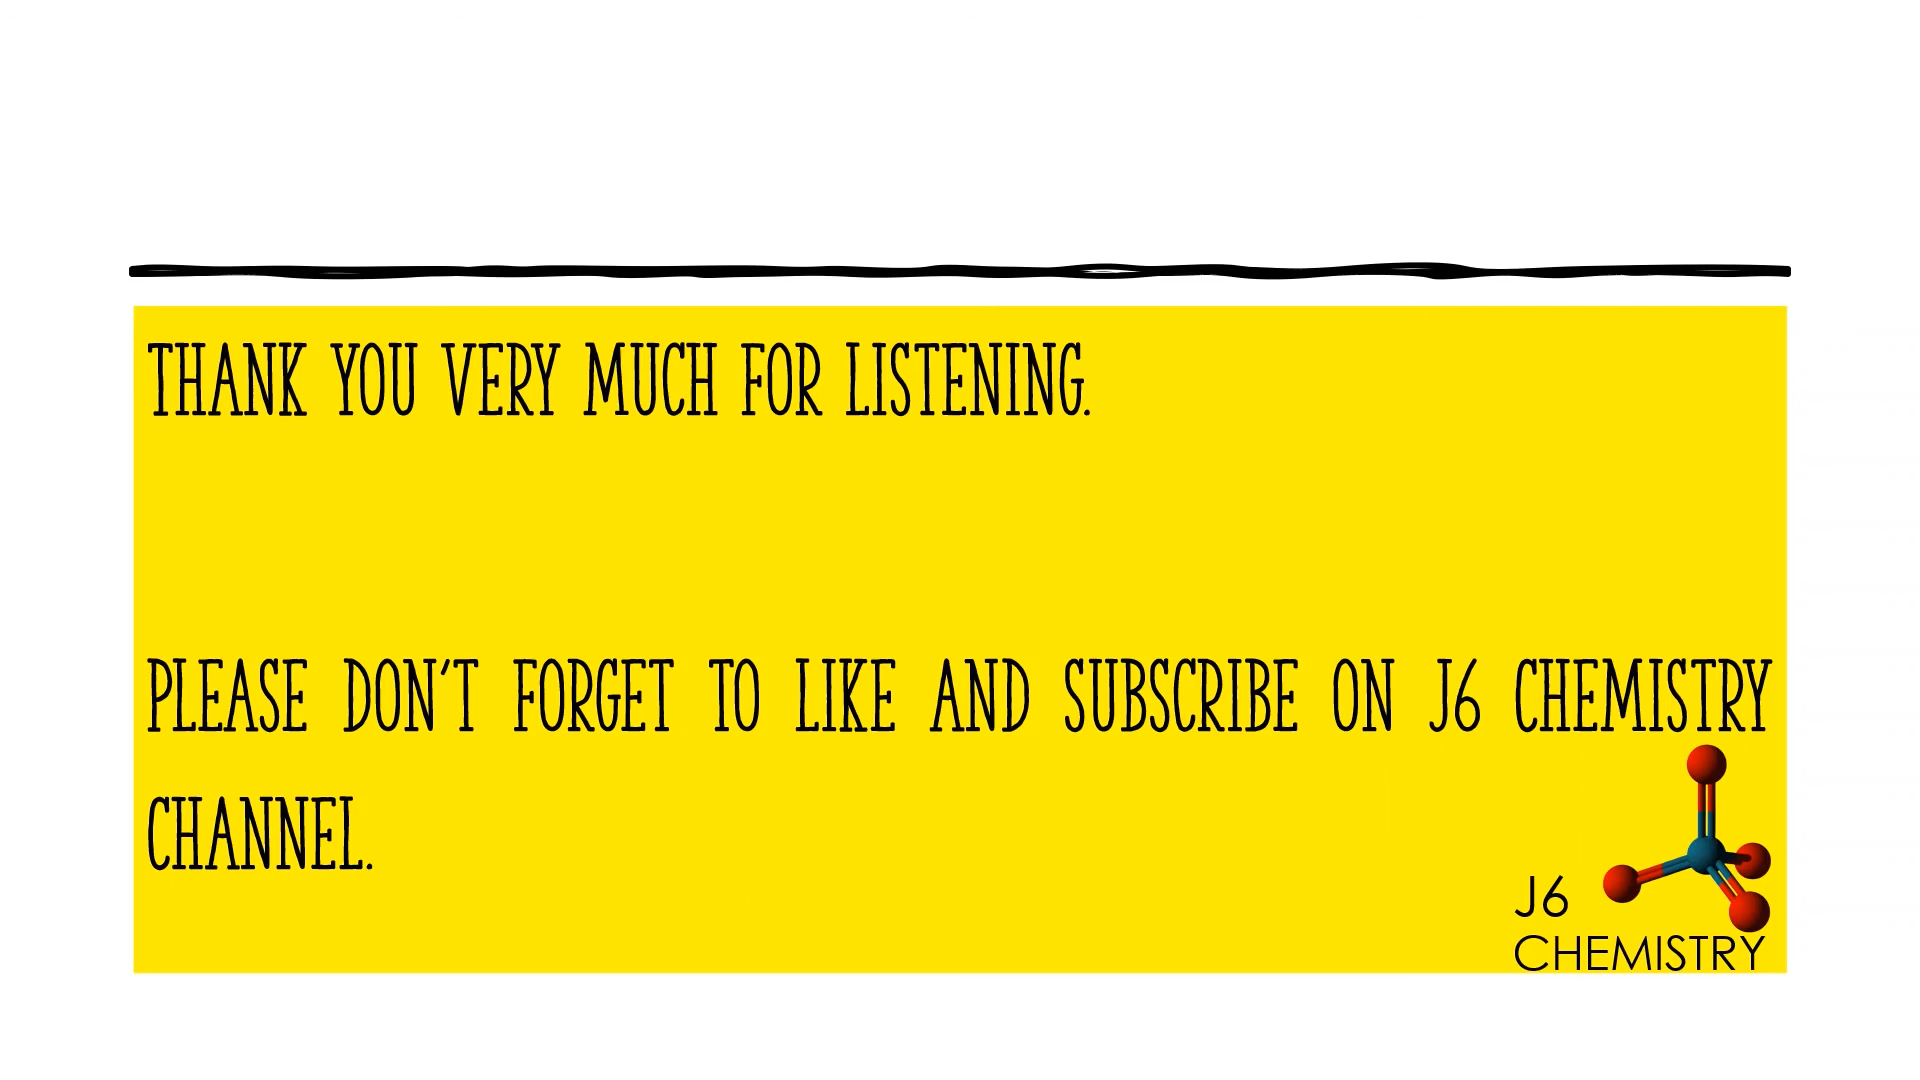 THANK YOU VERY MUCH FOR LISTENING.
PLEASE DON'T FORGET TO LIKE AND SUBSCRIBE ON J6 CHEMISTRY
CHANNEL.
J6
CHEMISTRY